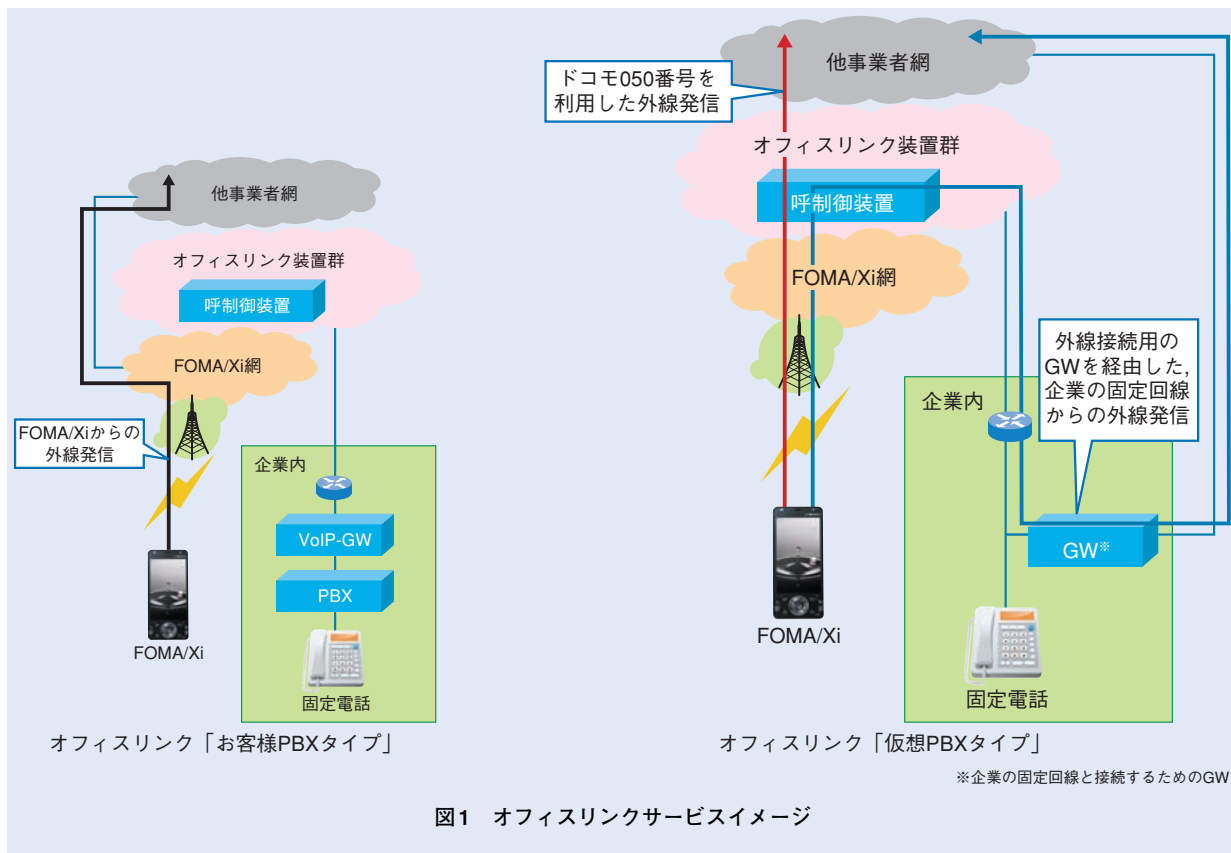 他事業者網
オフィスリンク装置群
呼制御装置
FOMA/Xi網
FOMA/Xiからの
外線発信
企業内
VoIP-GW
PBX
FOMA/Xi
固定電話
オフィスリンク「お客様PBXタイプ」
他事業者網
ドコモ050番号を
利用した外線発信
オフィスリンク装置群
呼制御装置
FOMA/Xi網
外線接続用の
GWを経由した,
企業の固定回線
からの外線発信
企業内
GW※
FOMA/Xi
固定電話
オフィスリンク「仮想PBXタイプ」
※企業の固定回線と接続するためのGW
図1 オフィスリンクサービスイメージ